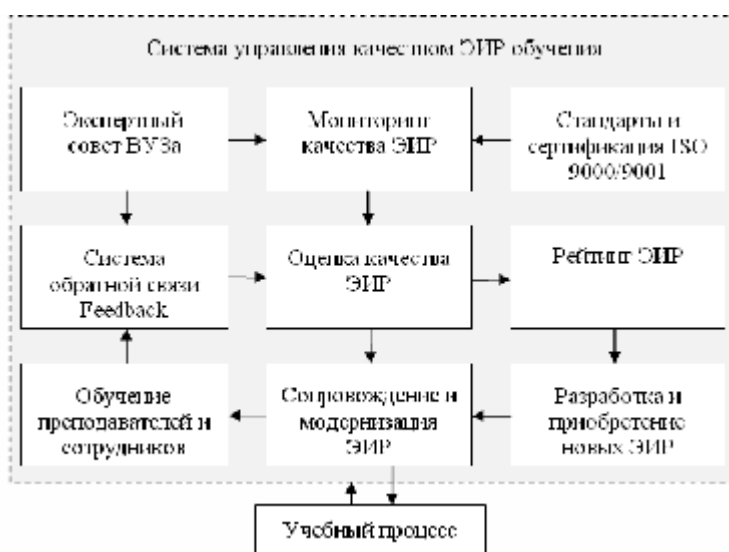 Система управления качеством ЭИР обучения
Экспертный
совет ВУЗа
Мониторинг
качества ЭИР
Стандарты и
сертификация ISO
9000/9001
Система
обратной связи
Feedback
Оценка качества
ЭИР
Рейтинг ЭИР
Обучение
преподавателей и
сотрудников
Сопровождение и
модернизация
ЭИР
Разработка и
приобретение
новых ЭИР
Учебный процесс